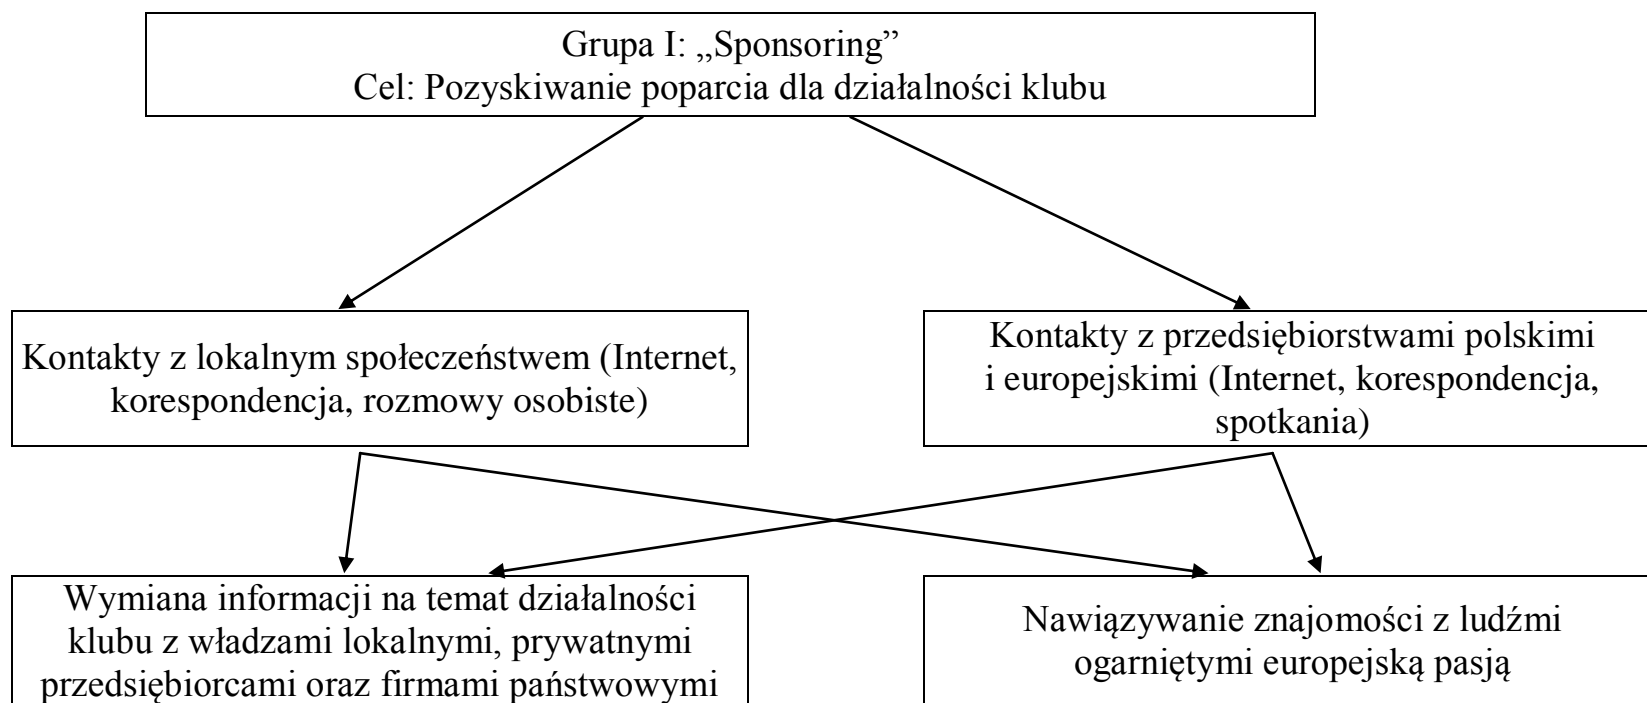 Grupa I: „Sponsoring”
Cel: Pozyskiwanie poparcia dla działalności klubu
Kontakty z lokalnym społeczeństwem (Internet,
korespondencja, rozmowy osobiste)
Kontakty z przedsiębiorstwami polskimi
i europejskimi (Internet, korespondencja,
spotkania)
Wymiana informacji na temat działalności
klubu z władzami lokalnymi, prywatnymi
przedsiębiorcami oraz firmami państwowymi
Nawiązywanie znajomości z ludźmi
ogarniętymi europejską pasją